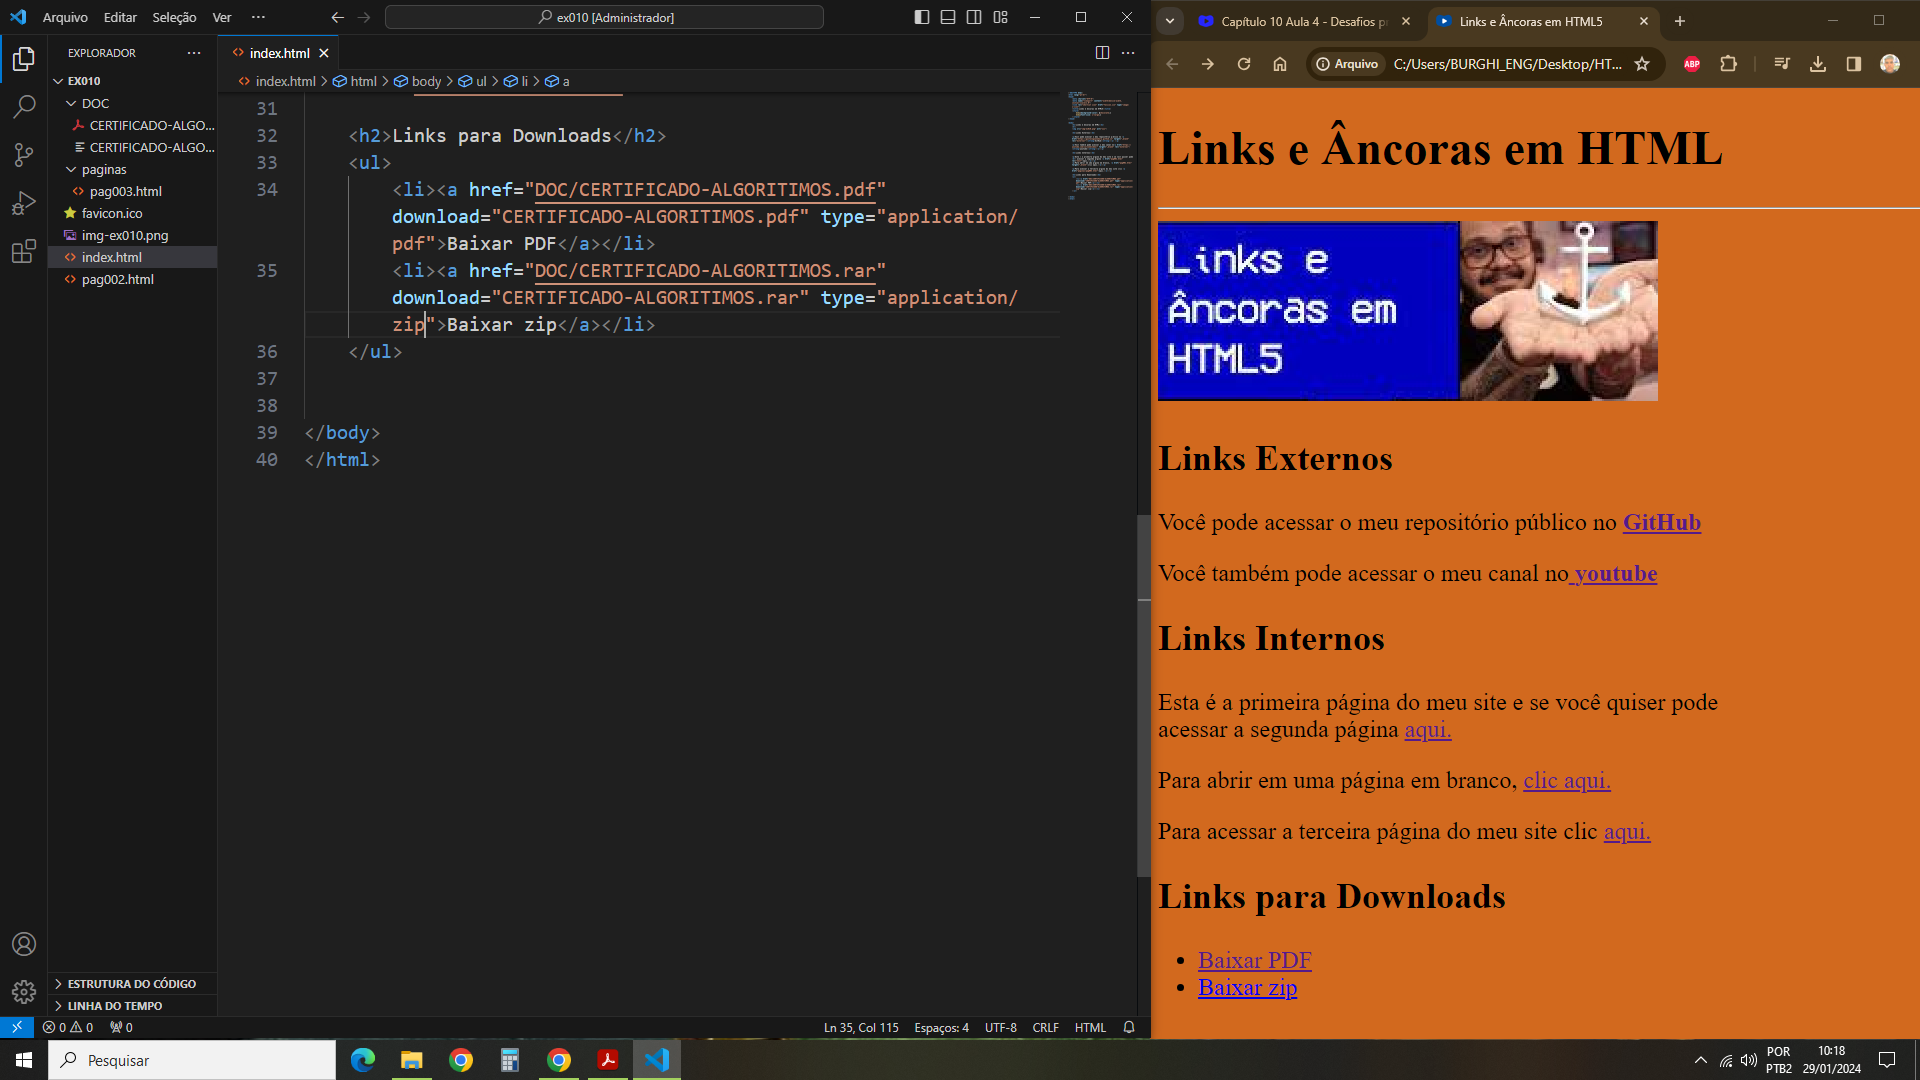 Arquivo Editar Seleção Ver ···
ex010 [Administrador]
EXPLORADOR ···
EX010
DOC
CERTIFICADO-ALGO...
CERTIFICADO-ALGO...
paginas
pag003.html
favicon.ico
img-ex010.png
index.html
pag002.html
ESTRUTURA DO CÓDIGO
LINHA DO TEMPO
index.html
index.html > html > body > ul > li > a
31
32 <h2>Links para Downloads</h2>
33 <ul>
34 <li><a href="DOC/CERTIFICADO-ALGORITIMOS.pdf"
download="CERTIFICADO-ALGORITIMOS.pdf" type="application/
pdf">Baixar PDF</a></li>
35 <li><a href="DOC/CERTIFICADO-ALGORITIMOS.rar"
download="CERTIFICADO-ALGORITIMOS.rar" type="application/
zip">Baixar zip</a></li>
36 </ul>
37
38
39 </body>
40 </html>
0 0 0
Ln 35, Col 115 Espaços: 4 UTF-8 CRLF HTML
Capítulo 10 Aula 4 - Desafios p
Links e Âncoras em HTML5
Arquivo C:/Users/BURGHI_ENG/Desktop/HT...
ABP
Links e Âncoras em HTML
Links e
Âncoras em
HTML5
Links Externos
Você pode acessar o meu repositório público no GitHub
Você também pode acessar o meu canal no youtube
Links Internos
Esta é a primeira página do meu site e se você quiser pode
acessar a segunda página aqui.
Para abrir em uma página em branco, clic aqui.
Para acessar a terceira página do meu site clic aqui.
Links para Downloads
Baixar PDF
Baixar zip
Pesquisar
POR
PTB2
10:18
29/01/2024